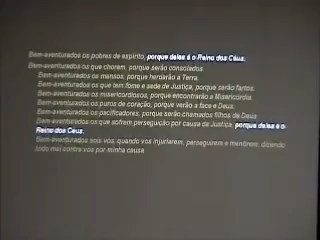 Bem-aventurados os pobres de espírito, porque deles é o Reino dos Céus.
Bem-aventurados os que choram, porque serão consolados.
Bem-aventurados os mansos, porque herdarão a Terra.
Bem-aventurados os que tem fome e sede de Justiça, porque serão fartos.
Bem-aventurados os misericordiosos, porque encontrarão a Misericórdia.
Bem-aventurados os puros de coração, porque verão a face e Deus.
Bem-aventurados os pacificadores, porque serão chamados filhos de Deus
Bem-aventurados os que sofrem perseguição por causa de Justiça, porque deles é o
Reino dos Céus.
Bem-aventurados sois vós, quando vos injuriarem, perseguirem e mentirem, dizendo
todo mal contra vós por minha causa.